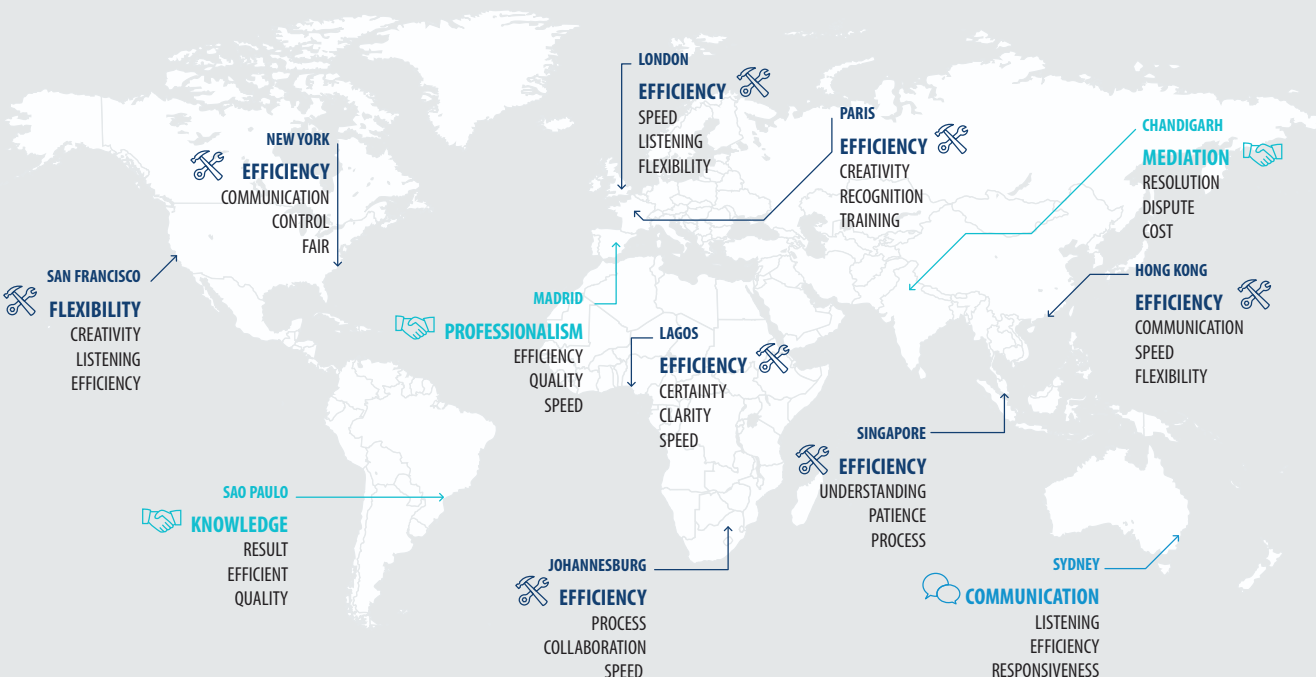 LONDON
EFFICIENCY
SPEED
LISTENING
FLEXIBILITY
PARIS
EFFICIENCY
CREATIVITY
RECOGNITION
TRAINING
CHANDIGARH
MEDIATION
RESOLUTION
DISPUTE
COST
NEW YORK
EFFICIENCY
COMMUNICATION
CONTROL
FAIR
SAN FRANCISCO
FLEXIBILITY
CREATIVITY
LISTENING
EFFICIENCY
MADRID
PROFESSIONALISM
EFFICIENCY
QUALITY
SPEED
LAGOS
EFFICIENCY
CERTAINTY
CLARITY
SPEED
HONG KONG
EFFICIENCY
COMMUNICATION
SPEED
FLEXIBILITY
SINGAPORE
EFFICIENCY
UNDERSTANDING
PATIENCE
PROCESS
SAO PAULO
KNOWLEDGE
RESULT
EFFICIENT
QUALITY
JOHANNESBURG
EFFICIENCY
PROCESS
COLLABORATION
SPEED
SYDNEY
COMMUNICATION
LISTENING
EFFICIENCY
RESPONSIVENESS